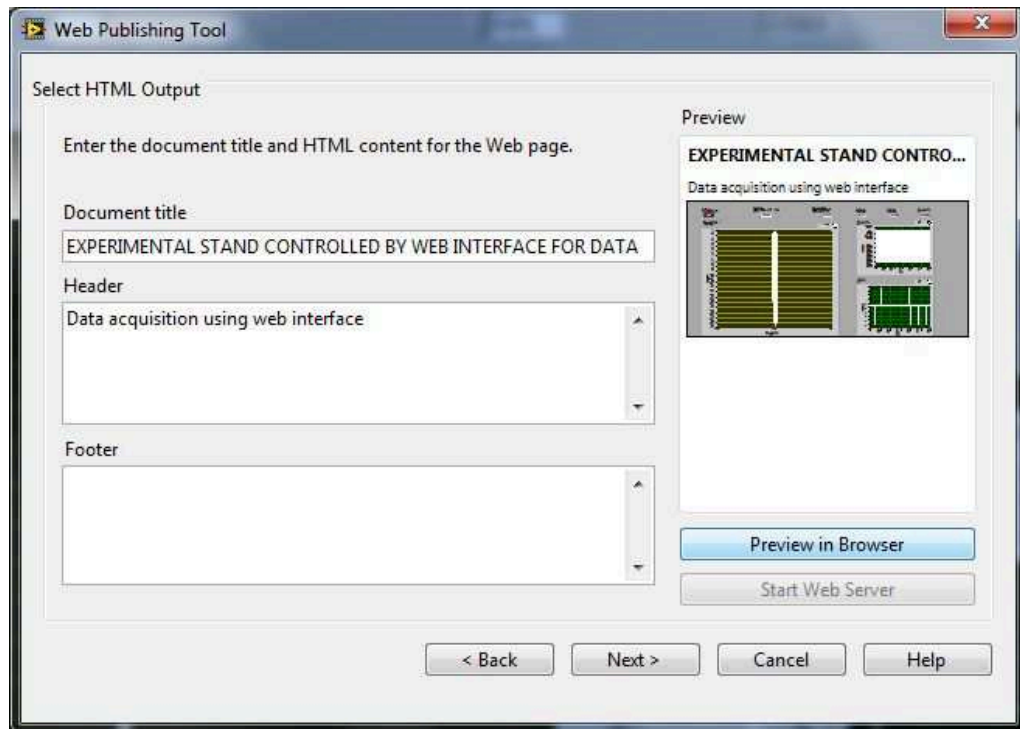 Web Publishing Tool
Select HTML Output
Enter the document title and HTML content for the Web page.
Document title
EXPERIMENTAL STAND CONTROLLED BY WEB INTERFACE FOR DATA
Header
Data acquisition using web interface
Footer
Preview
EXPERIMENTAL STAND CONTRO...
Data acquisition using web interface
Preview in Browser
Start Web Server
< Back
Next >
Cancel
Help